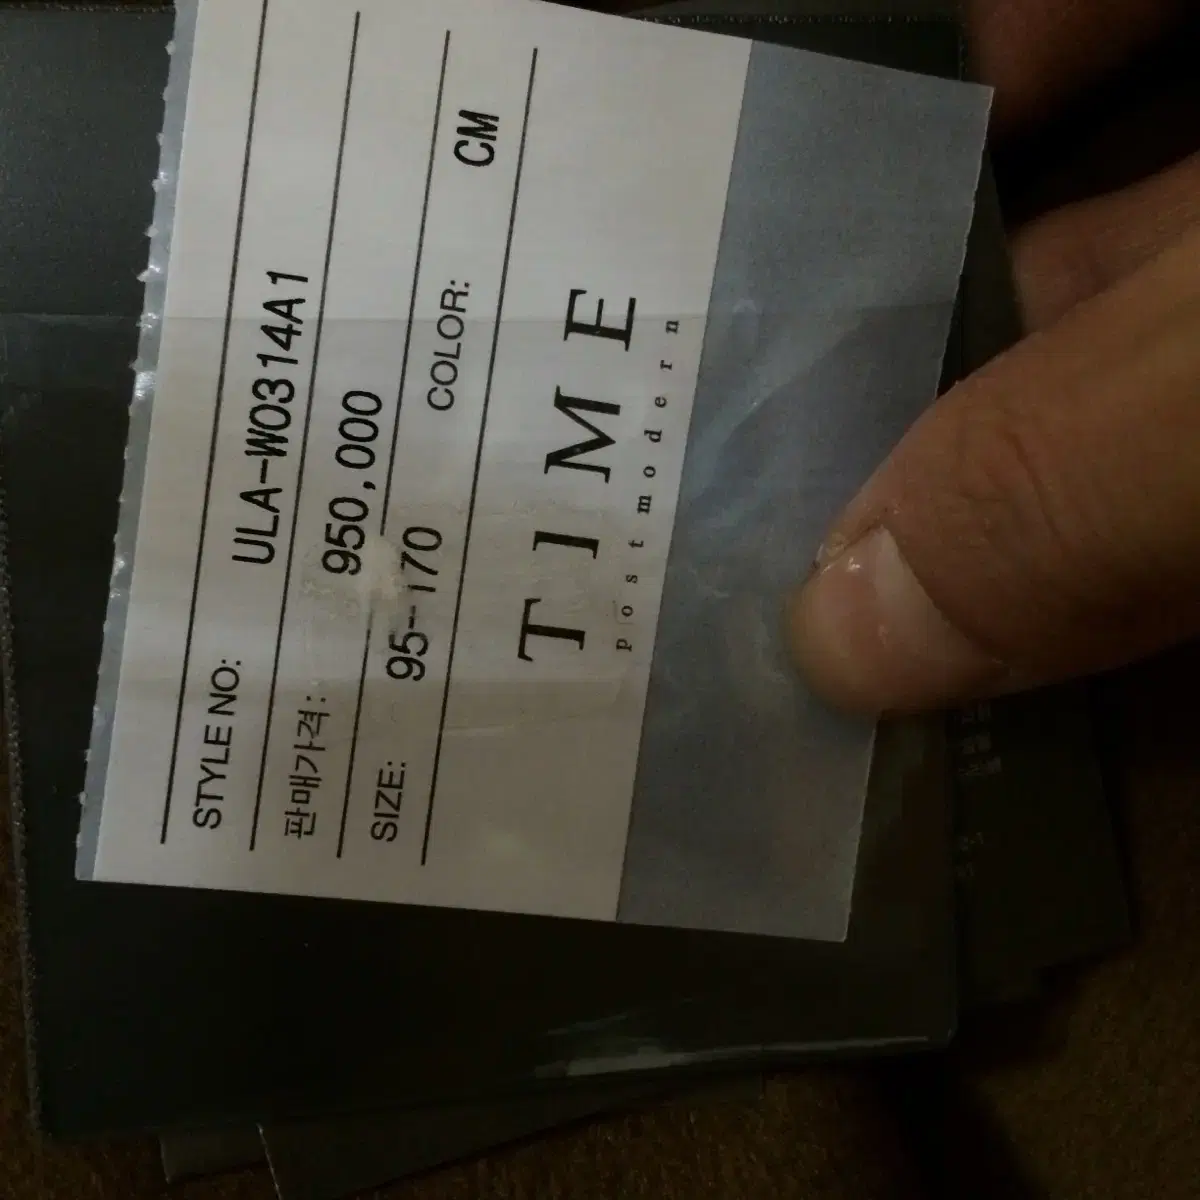 STYLE NO: ULA-W0314A1
판매가격: 950,000
SIZE: 95--170 COLOR: CM
TIME
postmodern